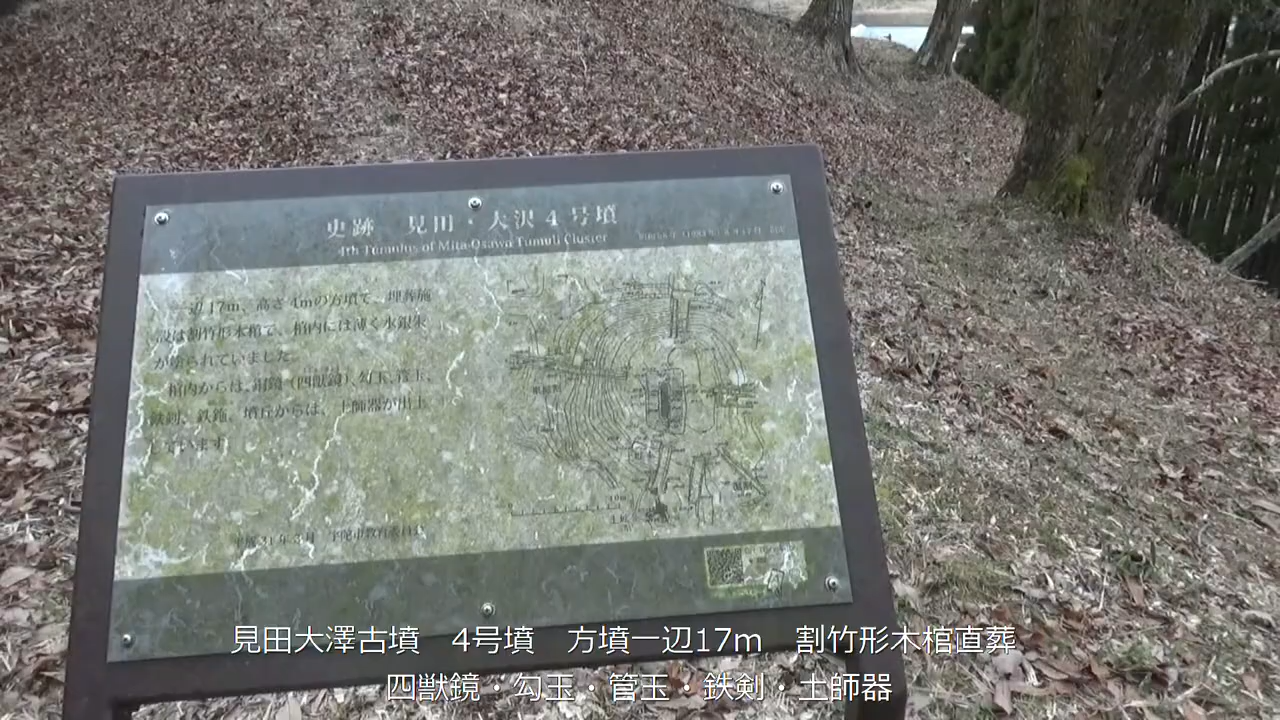 史跡　見田・大沢4号墳
4th Tumulus of Mita-Osawa Tumuli Cluster
一辺17m、高さ4mの方墳で、埋葬施
設は割竹形木棺で、棺内には薄く水銀朱
が塗られていました。
棺内からは、銅鏡（四獣鏡）、勾玉、管玉、
鉄剣、鉄鏃、墳丘からは、土師器が出土
しています。
平成31年3月　宇陀市教育委員会
10m
見田大澤古墳　4号墳　方墳一辺17m　割竹形木棺直葬
四獣鏡・勾玉・管玉・鉄剣・土師器